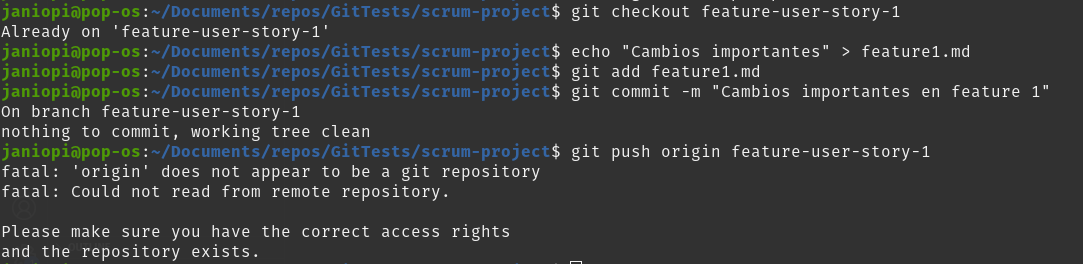 janiopi@pop-os:~/Documents/repos/GitTests/scrum-project$ git checkout feature-user-story-1
Already on 'feature-user-story-1'
janiopi@pop-os:~/Documents/repos/GitTests/scrum-project$ echo "Cambios importantes" > feature1.md
janiopi@pop-os:~/Documents/repos/GitTests/scrum-project$ git add feature1.md
janiopi@pop-os:~/Documents/repos/GitTests/scrum-project$ git commit -m "Cambios importantes en feature 1"
On branch feature-user-story-1
nothing to commit, working tree clean
janiopi@pop-os:~/Documents/repos/GitTests/scrum-project$ git push origin feature-user-story-1
fatal: 'origin' does not appear to be a git repository
fatal: Could not read from remote repository.

Please make sure you have the correct access rights
and the repository exists.